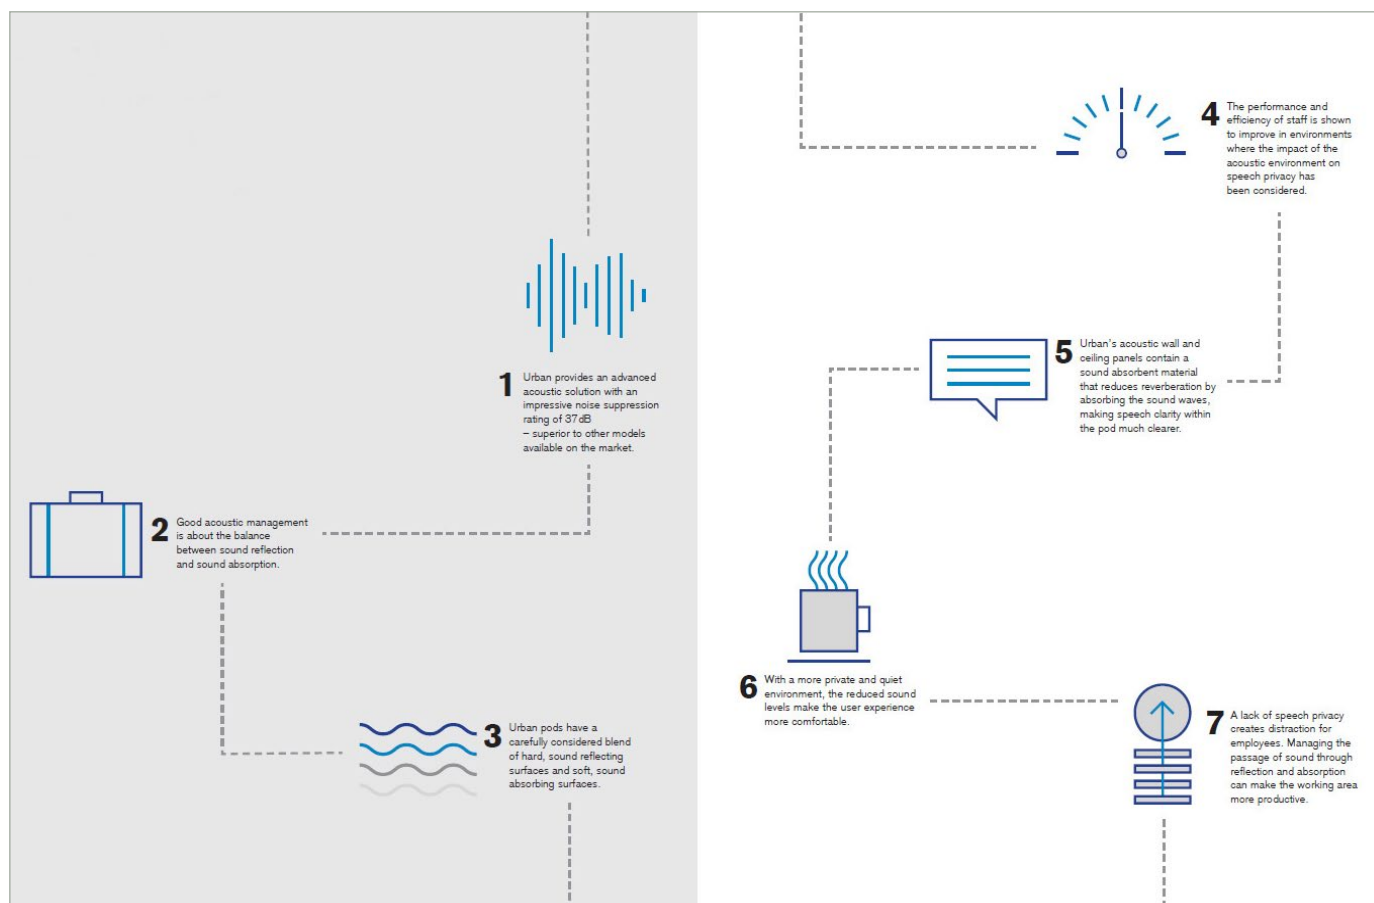 1
Urban provides an advanced
acoustic solution with an
impressive noise suppression
rating of 37dB
– superior to other models
available on the market.
2
Good acoustic management
is about the balance
between sound reflection
and sound absorption.
3
Urban pods have a
carefully considered blend
of hard, sound reflecting
surfaces and soft, sound
absorbing surfaces.
4
The performance and
efficiency of staff is shown
to improve in environments
where the impact of the
acoustic environment on
speech privacy has
been considered.
5
Urban's acoustic wall and
ceiling panels contain a
sound absorbent material
that reduces reverberation by
absorbing the sound waves,
making speech clarity within
the pod much clearer.
6
With a more private and quiet
environment, the reduced sound
levels make the user experience
more comfortable.
7
A lack of speech privacy
creates distraction for
employees. Managing the
passage of sound through
reflection and absorption
can make the working area
more productive.